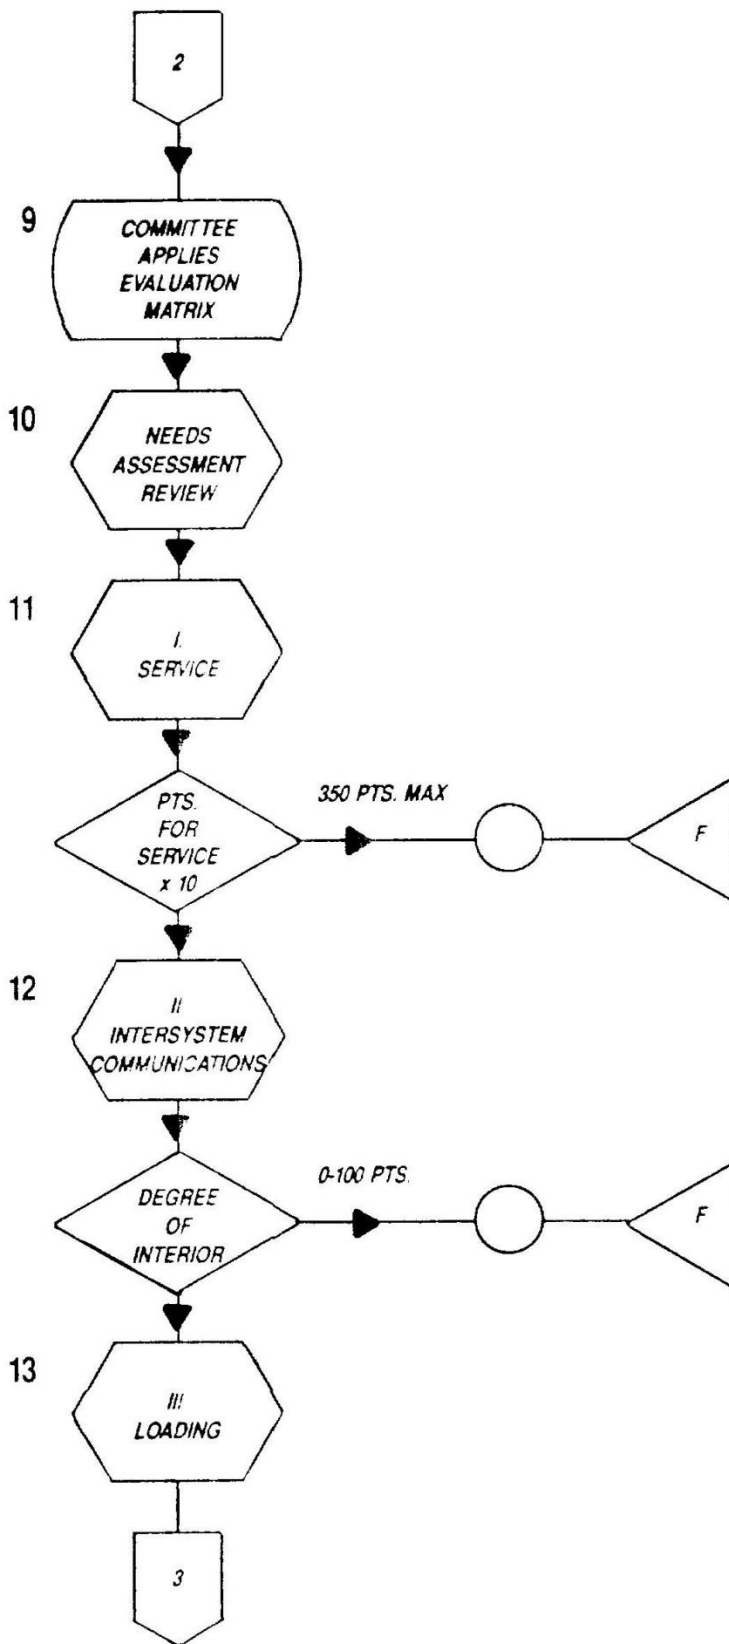 2
9
COMMITTEE
APPLIES
EVALUATION
MATRIX
10
NEEDS
ASSESSMENT
REVIEW
11
I.
SERVICE
PTS.
FOR
SERVICE
x 10
350 PTS. MAX
F
12
II
INTERSYSTEM
COMMUNICATIONS
DEGREE
OF
INTERIOR
0-100 PTS.
F
13
III
LOADING
3